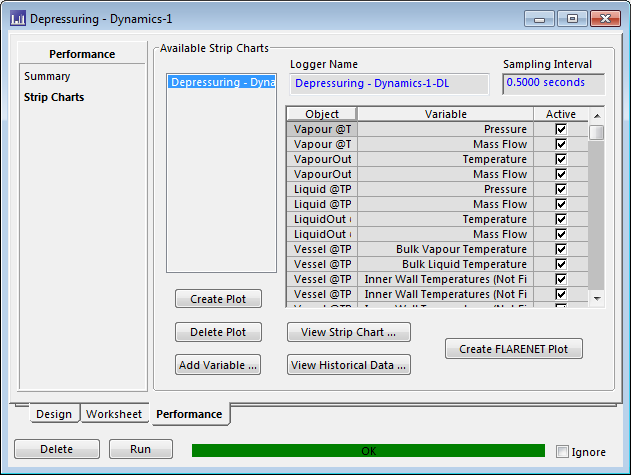 Depressuring - Dynamics-1
Performance
Summary
Strip Charts
Available Strip Charts
Depressuring - Dyna
Logger Name
Depressuring - Dynamics-1-DL
Sampling Interval
0.5000 seconds
Object Variable Active
Vapour @T Pressure
Vapour @T Mass Flow
VapourOut Temperature
VapourOut Mass Flow
Liquid @TP Pressure
Liquid @TP Mass Flow
LiquidOut ( Temperature
LiquidOut ( Mass Flow
Vessel @TP Bulk Vapour Temperature
Vessel @TP Bulk Liquid Temperature
Vessel @TP Inner Wall Temperatures (Not Fi
Vessel @TP Inner Wall Temperatures (Not Fi
Create Plot
Delete Plot
View Strip Chart ...
Create FLARENET Plot
Add Variable ...
View Historical Data ...
Design Worksheet Performance
Delete
Run
OK
Ignore